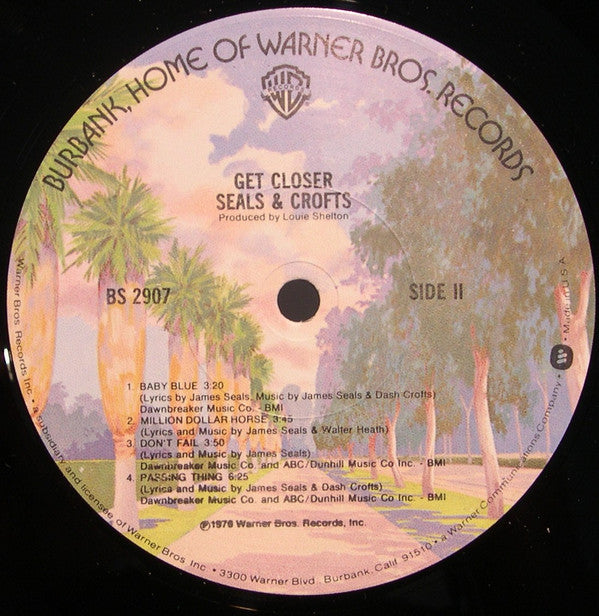 BURBANK, HOME OF WARNER BROS. RECORDS
WB
RECORDS
GET CLOSER
SEALS & CROFTS
Produced by Louie Shelton
BS 2907
SIDE II
1. BABY BLUE 3:20
(Lyrics by James Seals, Music by James Seals & Dash Crofts)
Dawnbreaker Music Co. - BMI
2. MILLION DOLLAR HORSE 3:45
(Lyrics and Music by James Seals & Walter Heath)
3. DON'T FAIL 3:50
(Lyrics and Music by James Seals)
Dawnbreaker Music Co. and ABC/Dunhill Music Co Inc. - BMI
4. PASSING THING 6:25
(Lyrics and Music by James Seals & Dash Crofts)
Dawnbreaker Music Co. and ABC/Dunhill Music Co Inc. - BMI
℗1976 Warner Bros. Records, Inc.
Warner Bros. Records Inc. • a subsidiary and licensee of Warner Bros Inc. • 3300 Warner Blvd., Burbank, Calif. 91510 • a Warner Communications Company • Made in U S A